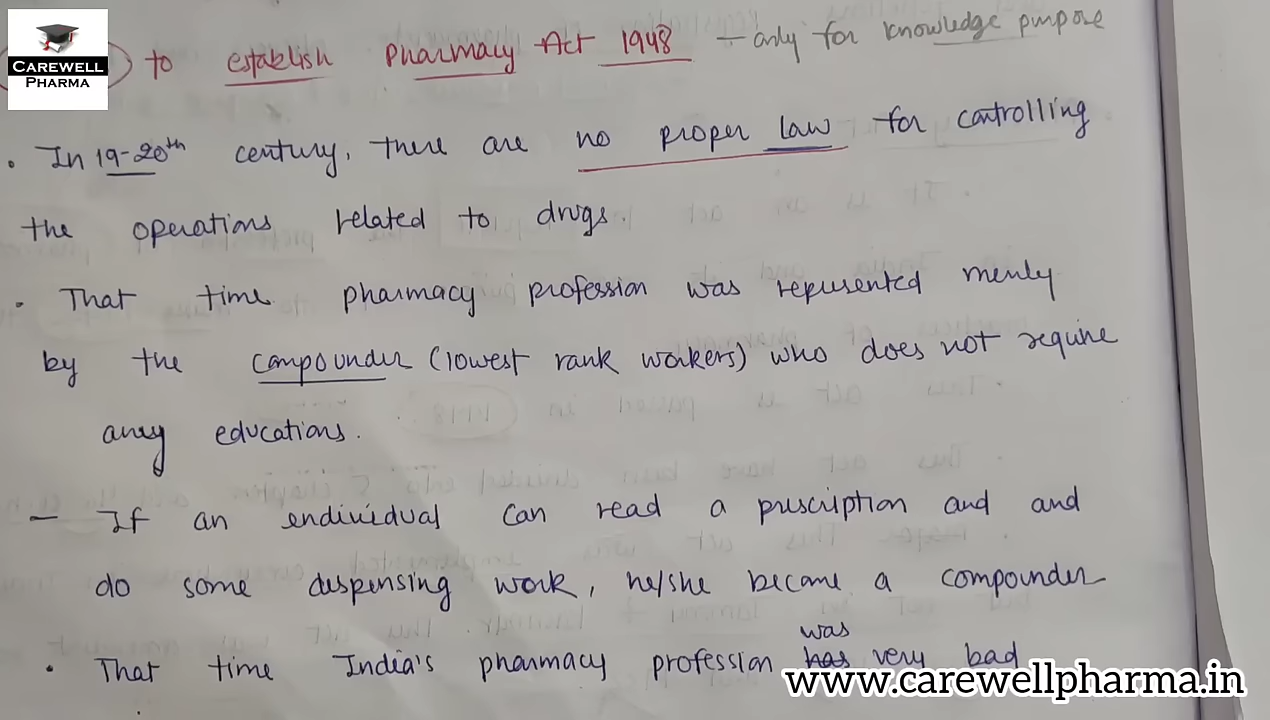 CAREWELL
PHARMA
to establish Pharmacy Act 1948 – only for knowledge purpose
• In 19-20th century, there are no proper law for controlling
the operations related to drugs.
• That time pharmacy profession was represented merly
by the compounder (lowest rank workers) who does not require
any educations.
– If an endividual can read a prescription and and
do some despensing work, he/she became a compounder
was
• That time India's pharmacy profession has very bad
www.carewellpharma.in